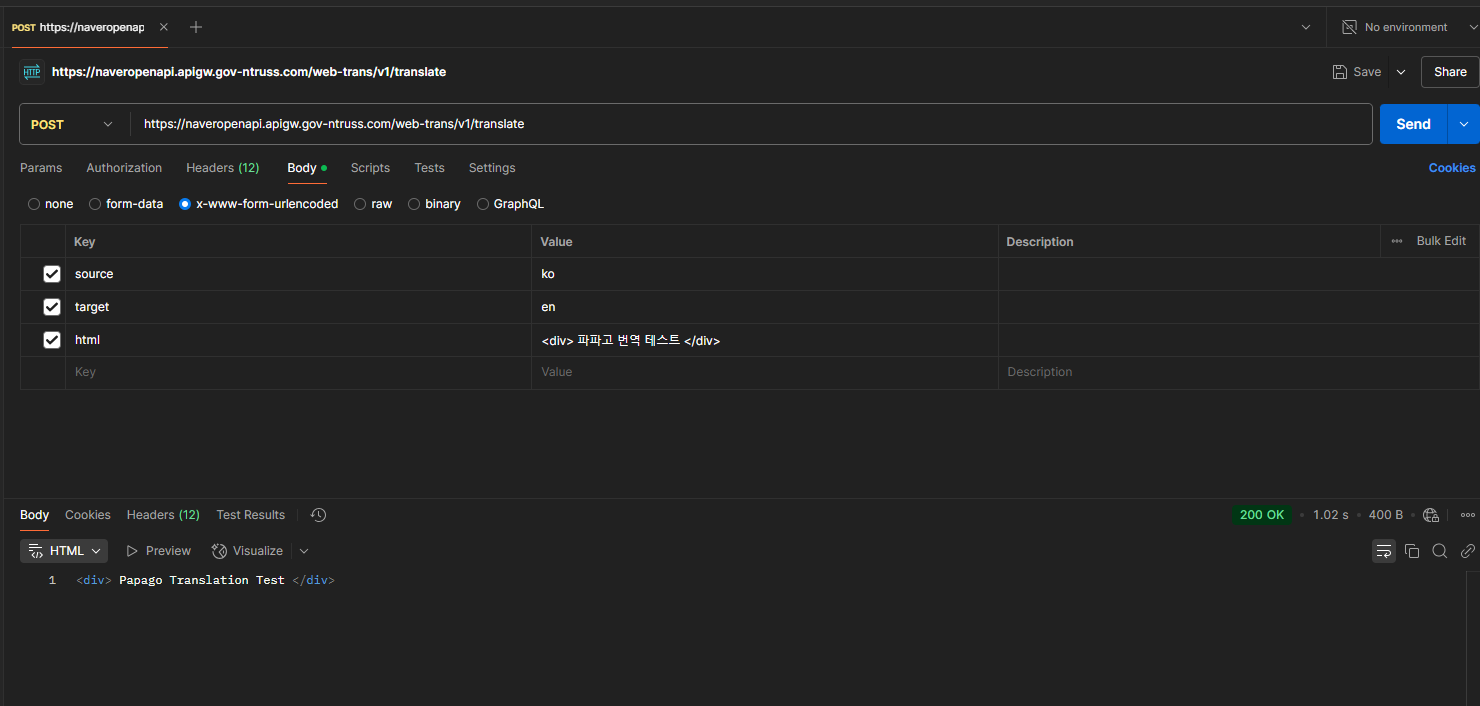 POST https://naveropenap
No environment
HTTP https://naveropenapi.apigw.gov-ntruss.com/web-trans/v1/translate
Save Share
POST https://naveropenapi.apigw.gov-ntruss.com/web-trans/v1/translate Send
Params Authorization Headers (12) Body Scripts Tests Settings Cookies
none form-data x-www-form-urlencoded raw binary GraphQL
Key Value Description Bulk Edit
source ko
target en
html <div> 파파고 번역 테스트 </div>
Key Value Description
Body Cookies Headers (12) Test Results 200 OK 1.02 s 400 B
HTML Preview Visualize
1 <div> Papago Translation Test </div>